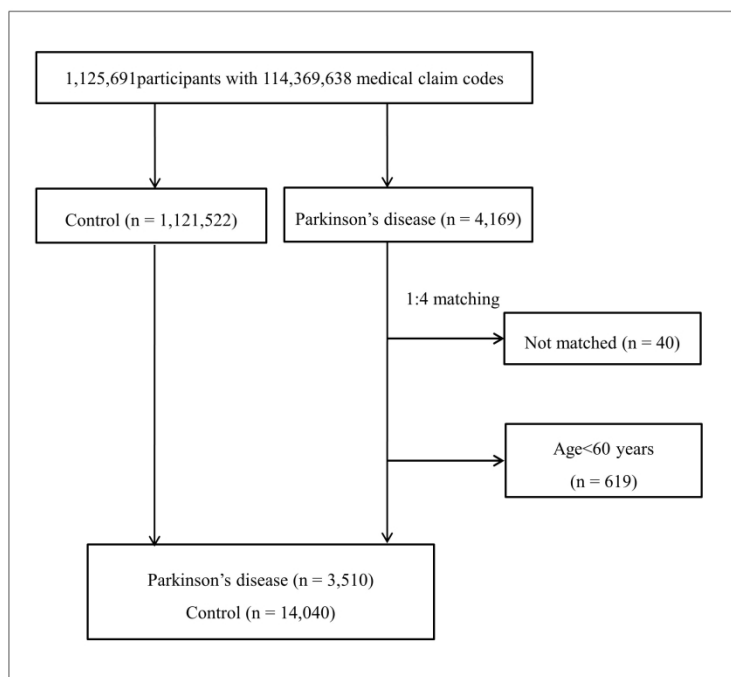 1,125,691participants with 114,369,638 medical claim codes
Control (n = 1,121,522)
Parkinson’s disease (n = 4,169)
1:4 matching
Not matched (n = 40)
Age<60 years
(n = 619)
Parkinson’s disease (n = 3,510)
Control (n = 14,040)